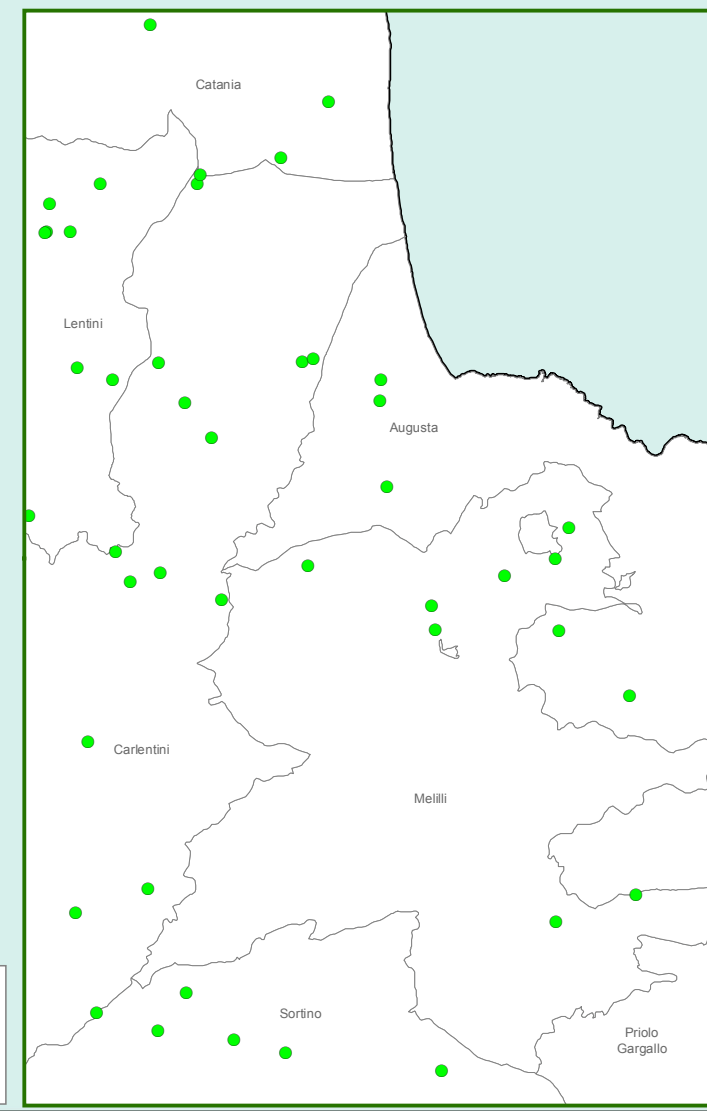 Catania
Lentini
Augusta
Carlentini
Melilli
Sortino
Priolo
Gargallo